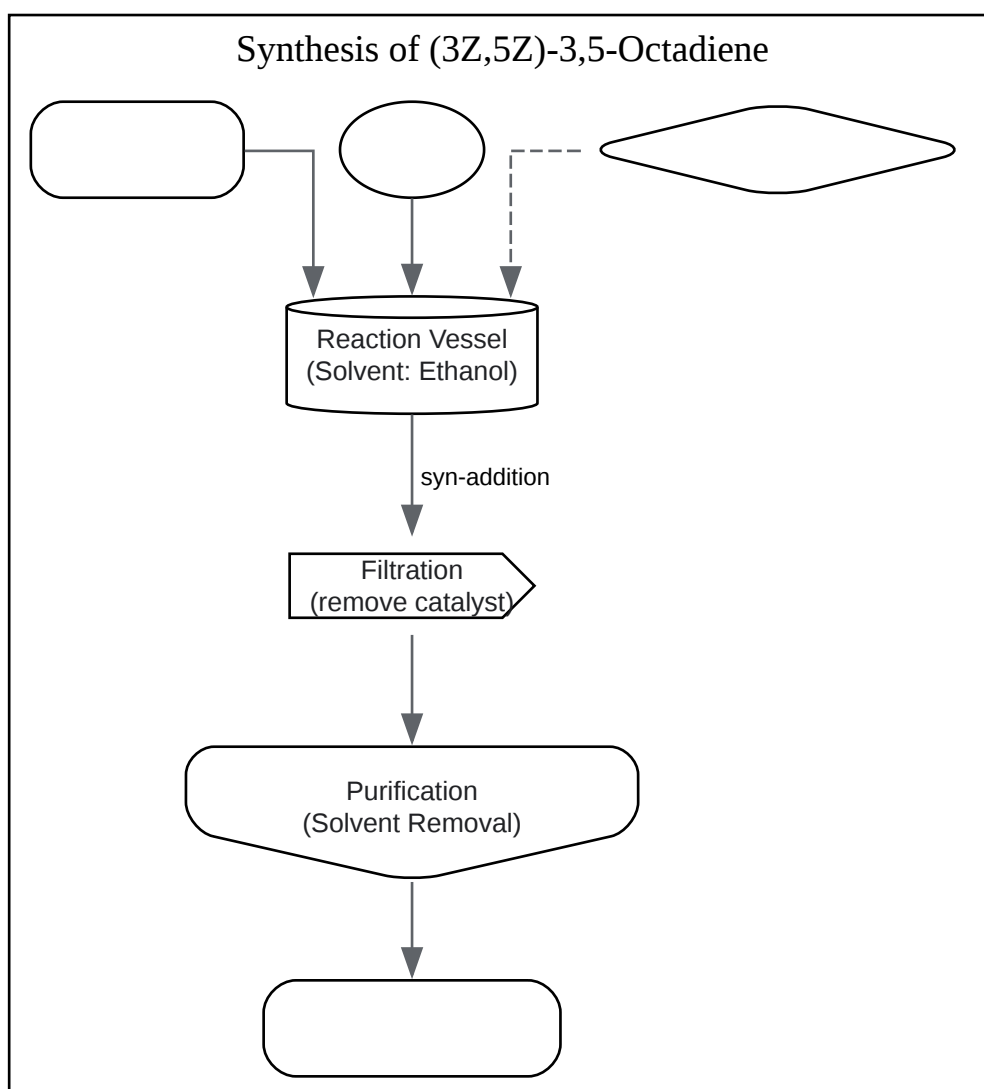 Synthesis of (3Z,5Z)-3,5-Octadiene
Reaction Vessel
(Solvent: Ethanol)
syn-addition
Filtration
(remove catalyst)
Purification
(Solvent Removal)